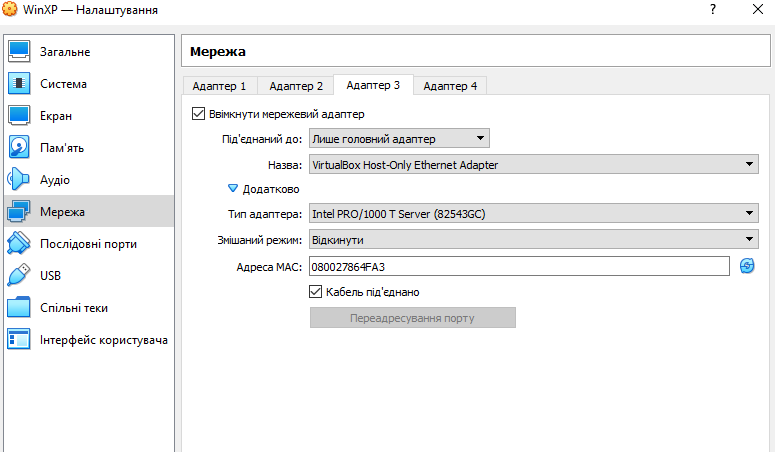 WinXP — Налаштування
Загальне
Система
Екран
Пам'ять
Аудіо
Мережа
Послідовні порти
USB
Спільні теки
Інтерфейс користувача
Мережа
Адаптер 1 Адаптер 2 Адаптер 3 Адаптер 4
Ввімкнути мережевий адаптер
Під'єднаний до: Лише головний адаптер
Назва: VirtualBox Host-Only Ethernet Adapter
Додатково
Тип адаптера: Intel PRO/1000 T Server (82543GC)
Змішаний режим: Відкинути
Адреса MAC: 080027864FA3
Кабель під'єднано
Переадресування порту